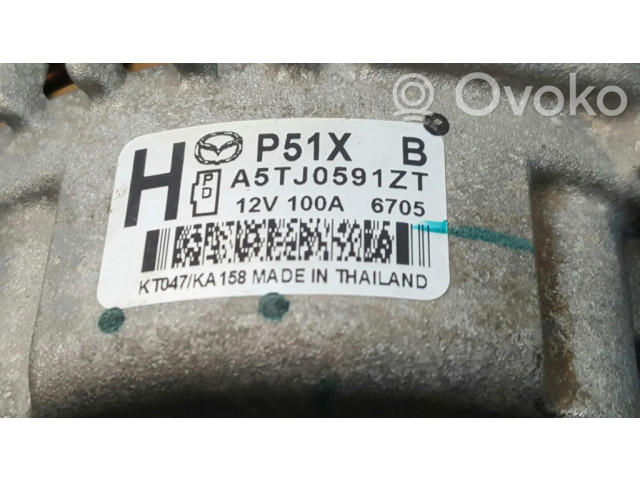 Ovoko
H P51X B
P
D
A5TJ0591ZT
12V 100A 6705
KT047/KA158 MADE IN THAILAND